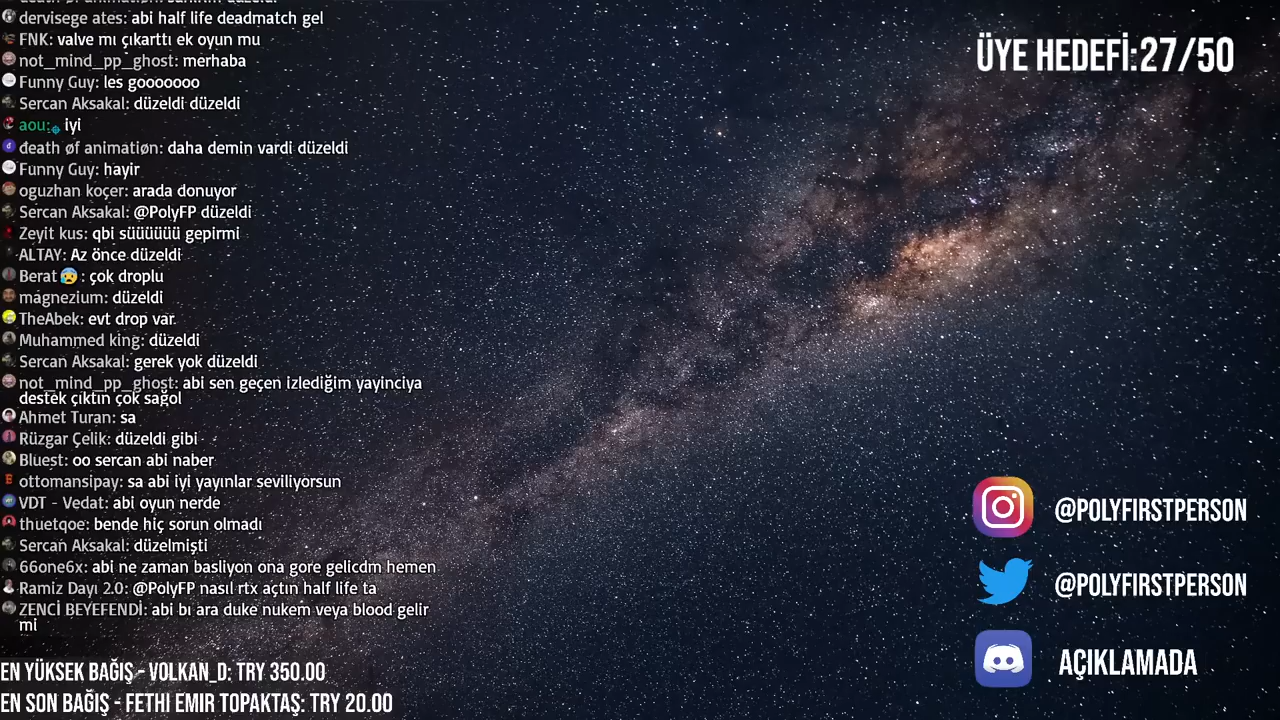 dervisege ates: abi half life deadmatch gel
FNK: valve mı çıkarttı ek oyun mu
not_mind_pp_ghost: merhaba
Funny Guy: les gooooooo
Sercan Aksakal: düzeldi düzeldi
aou: iyi
death øf animatiøn: daha demin vardi düzeldi
Funny Guy: hayir
oguzhan koçer: arada donuyor
Sercan Aksakal: @PolyFP düzeldi
Zeyit kus: qbi süüüüüü gepirmi
ALTAY: Az önce düzeldi
Berat😰 : çok droplu
magnezium: düzeldi
TheAbek: evt drop var
Muhammed king: düzeldi
Sercan Aksakal: gerek yok düzeldi
not_mind_pp_ghost: abi sen geçen izlediğim yayinciya
destek çıktın çok sağol
Ahmet Turan: sa
Rüzgar Çelik: düzeldi gibi
Bluest: oo sercan abi naber
ottomansipay: sa abi iyi yayınlar seviliyorsun
VDT - Vedat: abi oyun nerde
thuetqoe: bende hiç sorun olmadı
Sercan Aksakal: düzelmişti
66one6x: abi ne zaman basliyon ona gore gelicdm hemen
Ramiz Dayı 2.0: @PolyFP nasıl rtx açtın half life ta
ZENCİ BEYEFENDİ: abi bı ara duke nukem veya blood gelir
mi
EN YÜKSEK BAĞIŞ - VOLKAN_D: TRY 350.00
EN SON BAĞIŞ - FETHI EMIR TOPAKTAŞ: TRY 20.00
ÜYE HEDEFİ:27/50
@POLYFIRSTPERSON
@POLYFIRSTPERSON
AÇIKLAMADA